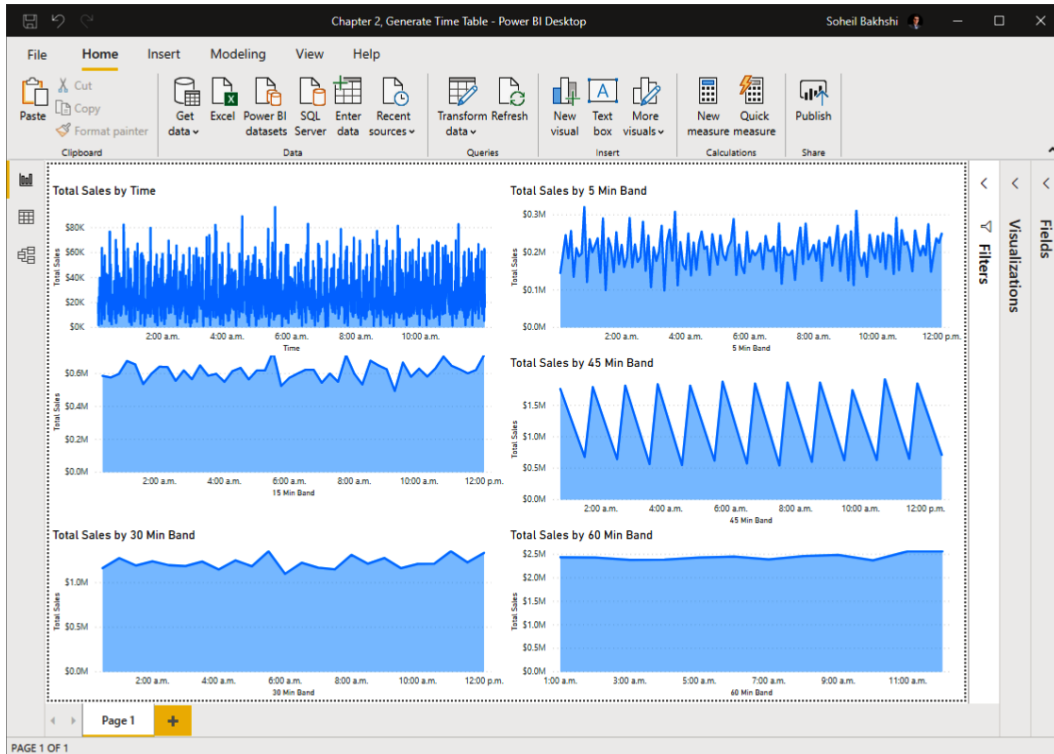 Chapter 2, Generate Time Table - Power BI Desktop
Soheil Bakhshi
File Home Insert Modeling View Help
Paste
Cut
Copy
Format painter
Clipboard
Get data
Excel
Power BI datasets
SQL Server
Enter data
Recent sources
Data
Transform data
Refresh
Queries
New visual
Text box
More visuals
Insert
New measure
Quick measure
Calculations
Publish
Share
Total Sales by Time
$80K
$60K
$40K
$20K
$0K
Total Sales
2:00 a.m. 4:00 a.m. 6:00 a.m. 8:00 a.m. 10:00 a.m.
Time
Total Sales by 5 Min Band
$0.3M
$0.2M
$0.1M
$0.0M
Total Sales
2:00 a.m. 4:00 a.m. 6:00 a.m. 8:00 a.m. 10:00 a.m. 12:00 p.m.
5 Min Band
$0.6M
$0.4M
$0.2M
$0.0M
Total Sales
2:00 a.m. 4:00 a.m. 6:00 a.m. 8:00 a.m. 10:00 a.m. 12:00 p.m.
15 Min Band
Total Sales by 45 Min Band
$1.5M
$1.0M
$0.5M
$0.0M
Total Sales
2:00 a.m. 4:00 a.m. 6:00 a.m. 8:00 a.m. 10:00 a.m. 12:00 p.m.
45 Min Band
Total Sales by 30 Min Band
$1.0M
$0.5M
$0.0M
Total Sales
2:00 a.m. 4:00 a.m. 6:00 a.m. 8:00 a.m. 10:00 a.m. 12:00 p.m.
30 Min Band
Total Sales by 60 Min Band
$2.5M
$2.0M
$1.5M
$1.0M
$0.5M
$0.0M
Total Sales
1:00 a.m. 3:00 a.m. 5:00 a.m. 7:00 a.m. 9:00 a.m. 11:00 a.m.
60 Min Band
Filters
Visualizations
Fields
Page 1
PAGE 1 OF 1